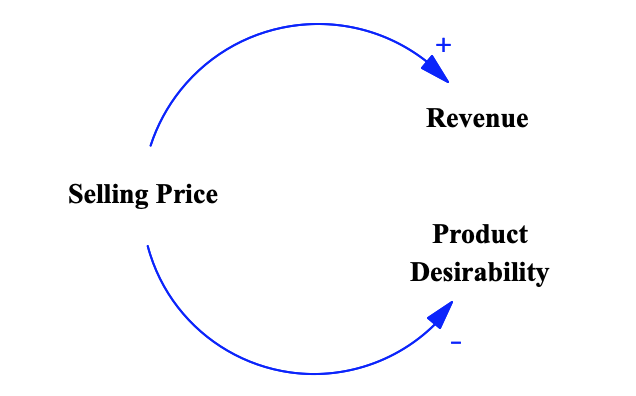 +
Revenue
Selling Price
Product
Desirability
–